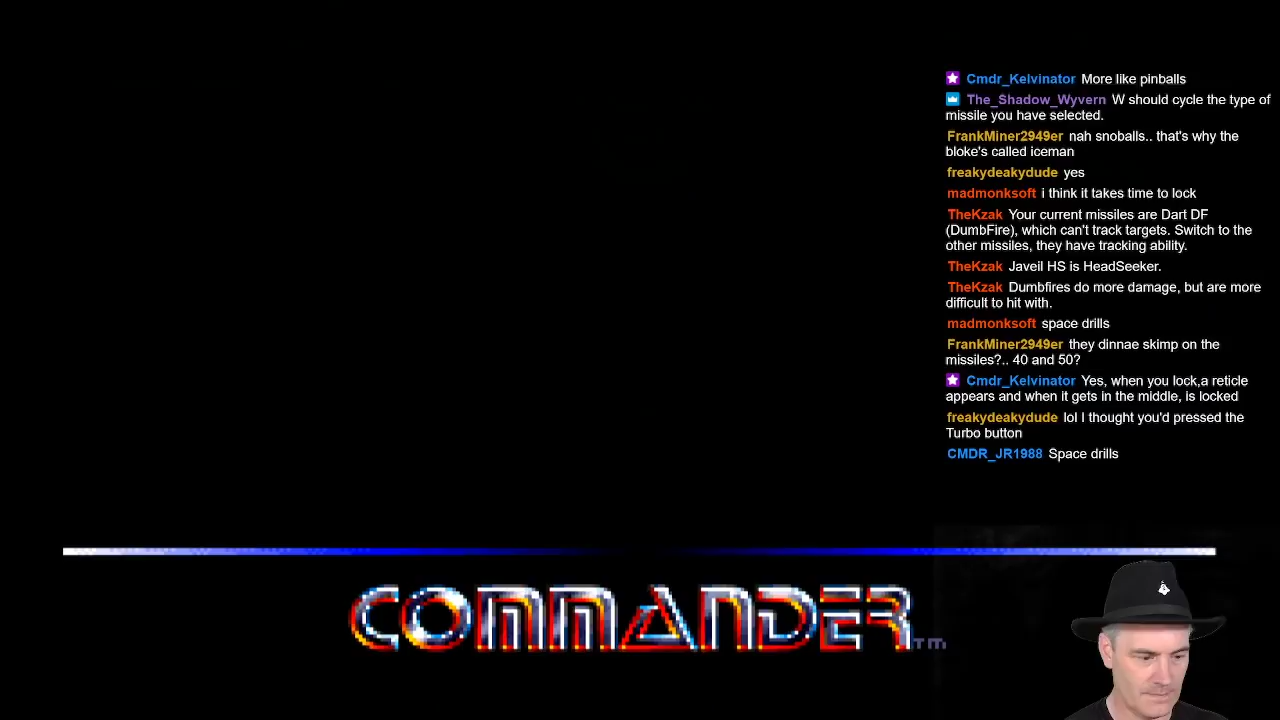 Cmdr_Kelvinator More like pinballs
The_Shadow_Wyvern W should cycle the type of
missile you have selected.
FrankMiner2949er nah snoballs.. that's why the
bloke's called iceman
freakydeakydude yes
madmonksoft i think it takes time to lock
TheKzak Your current missiles are Dart DF
(DumbFire), which can't track targets. Switch to the
other missiles, they have tracking ability.
TheKzak Javeil HS is HeadSeeker.
TheKzak Dumbfires do more damage, but are more
difficult to hit with.
madmonksoft space drills
FrankMiner2949er they dinnae skimp on the
missiles?.. 40 and 50?
Cmdr_Kelvinator Yes, when you lock,a reticle
appears and when it gets in the middle, is locked
freakydeakydude lol I thought you'd pressed the
Turbo button
CMDR_JR1988 Space drills
COMMANDER™